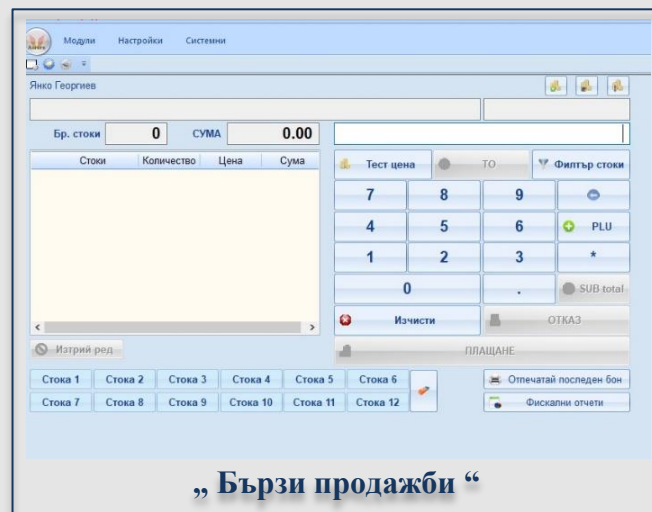 Модули Настройки Системни
Янко Георгиев
Бр. стоки 0 СУМА 0.00
Стоки Количество Цена Сума
Тест цена ТО Филтър стоки
7 8 9
4 5 6 PLU
1 2 3 *
0 . SUB total
Изчисти ОТКАЗ
Изтрий ред ПЛАЩАНЕ
Стока 1 Стока 2 Стока 3 Стока 4 Стока 5 Стока 6 Отпечатай последен бон
Стока 7 Стока 8 Стока 9 Стока 10 Стока 11 Стока 12 Фискални отчети
„ Бързи продажби “